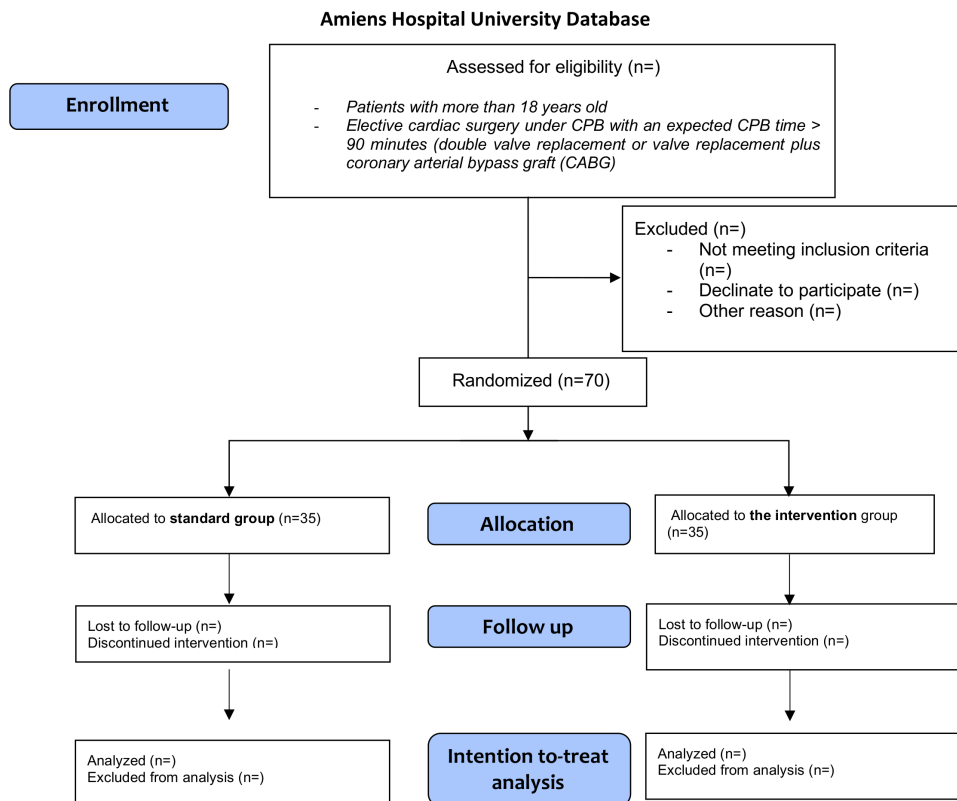 Amiens Hospital University Database
Enrollment
Assessed for eligibility (n=)
- Patients with more than 18 years old
- Elective cardiac surgery under CPB with an expected CPB time >
90 minutes (double valve replacement or valve replacement plus
coronary arterial bypass graft (CABG)
Excluded (n=)
- Not meeting inclusion criteria
(n=)
- Declinate to participate (n=)
- Other reason (n=)
Randomized (n=70)
Allocated to standard group (n=35)
Allocation
Allocated to the intervention group
(n=35)
Lost to follow-up (n=)
Discontinued intervention (n=)
Follow up
Lost to follow-up (n=)
Discontinued intervention (n=)
Analyzed (n=)
Excluded from analysis (n=)
Intention to-treat
analysis
Analyzed (n=)
Excluded from analysis (n=)